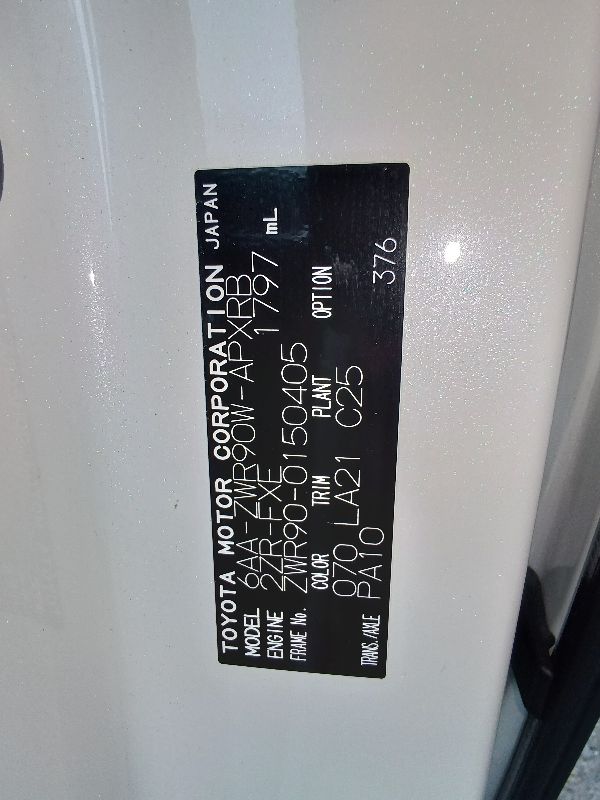 TOYOTA MOTOR CORPORATION JAPAN
MODEL 6AA-ZWR90W-APXRB
ENGINE 2ZR-FXE 1797 mL
FRAME No. ZWR90-0150405
COLOR TRIM PLANT OPTION
070 LA21 C25
TRANS./AXLE PA10 376